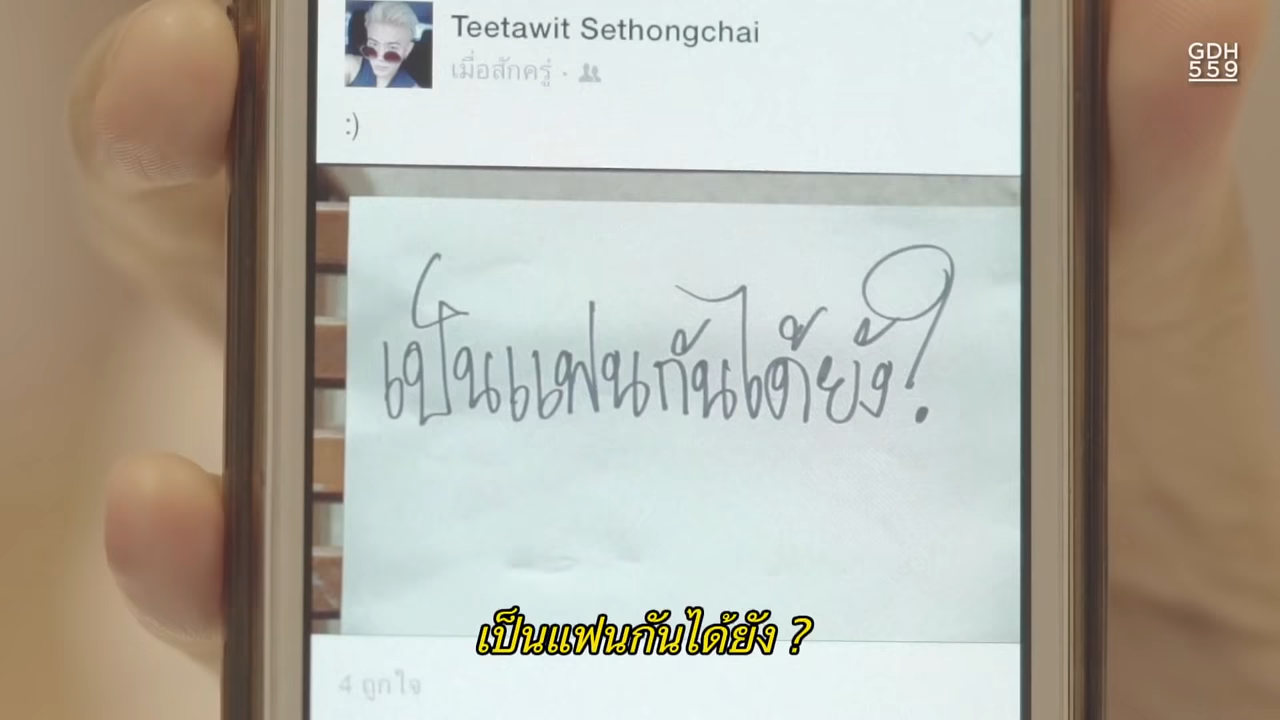 Teetawit Sethongchai
เมื่อสักครู่ ·
:)
GDH
559
เป็นแฟนกันได้ยัง?
เป็นแฟนกันได้ยัง ?
4 ถูกใจ